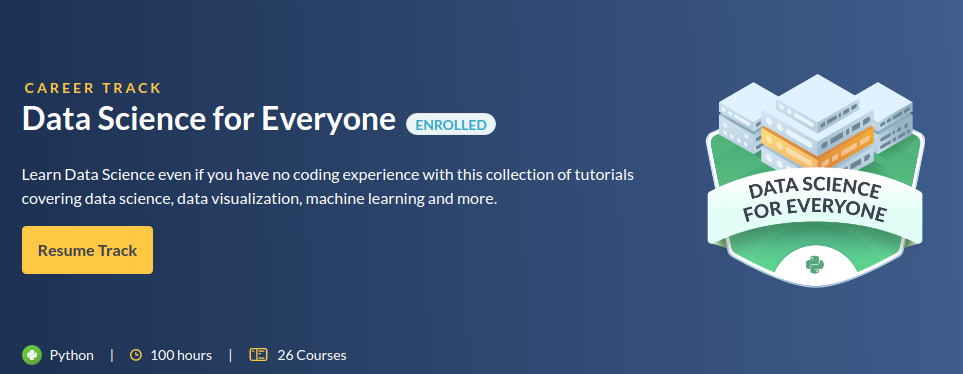 CAREER TRACK
Data Science for Everyone ENROLLED
Learn Data Science even if you have no coding experience with this collection of tutorials
covering data science, data visualization, machine learning and more.
Resume Track
DATA SCIENCE
FOR EVERYONE
Python | 100 hours | 26 Courses